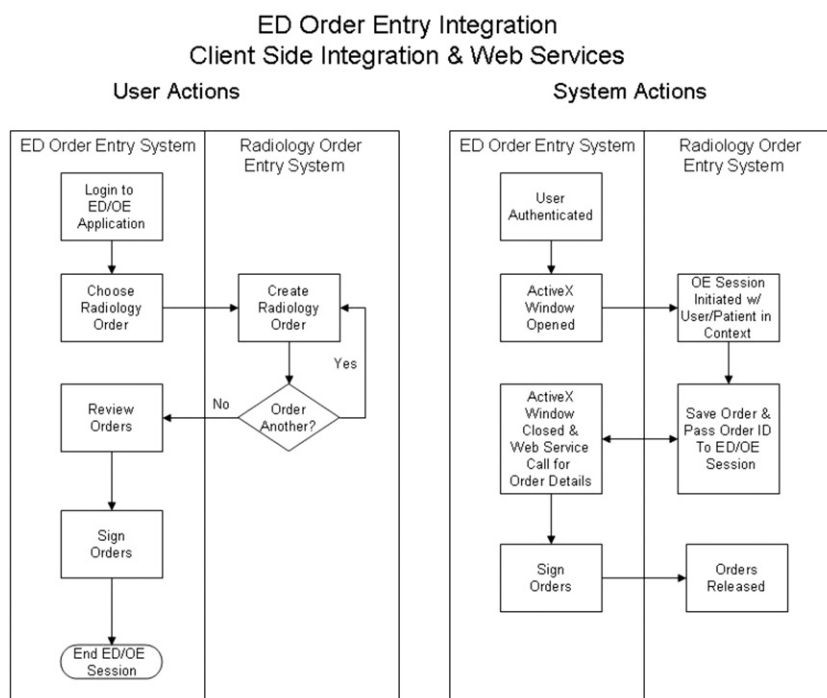 ED Order Entry Integration
Client Side Integration & Web Services
User Actions
ED Order Entry System
Radiology Order
Entry System
Login to
ED/OE
Application
Choose
Radiology
Order
Create
Radiology
Order
Yes
Order
Another?
No
Review
Orders
Sign
Orders
End ED/OE
Session
System Actions
ED Order Entry System
Radiology Order
Entry System
User
Authenticated
ActiveX
Window
Opened
OE Session
Initiated w/
User/Patient in
Context
ActiveX
Window
Closed &
Web Service
Call for
Order Details
Save Order &
Pass Order ID
To ED/OE
Session
Sign
Orders
Orders
Released